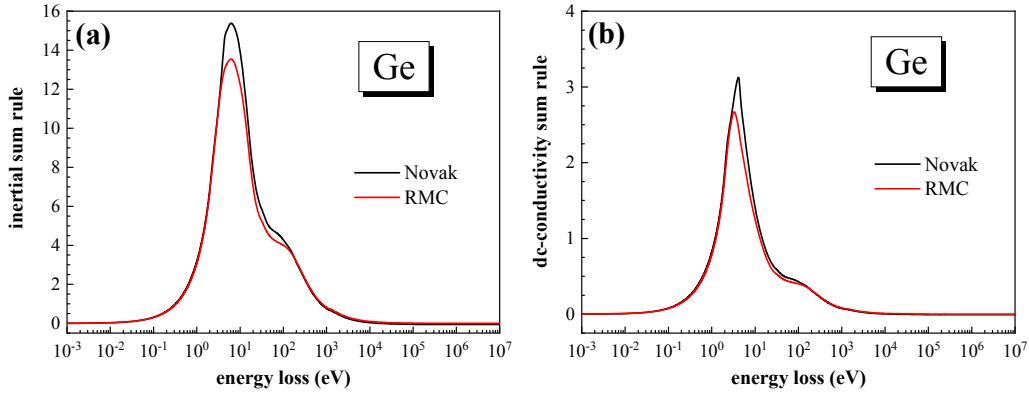 (a)
Ge
inertial sum rule
16
14
12
10
8
6
4
2
0
Novak
RMC
10⁻³ 10⁻² 10⁻¹ 10⁰ 10¹ 10² 10³ 10⁴ 10⁵ 10⁶ 10⁷
energy loss (eV)
(b)
Ge
dc-conductivity sum rule
4
3
2
1
0
Novak
RMC
10⁻³ 10⁻² 10⁻¹ 10⁰ 10¹ 10² 10³ 10⁴ 10⁵ 10⁶ 10⁷
energy loss (eV)